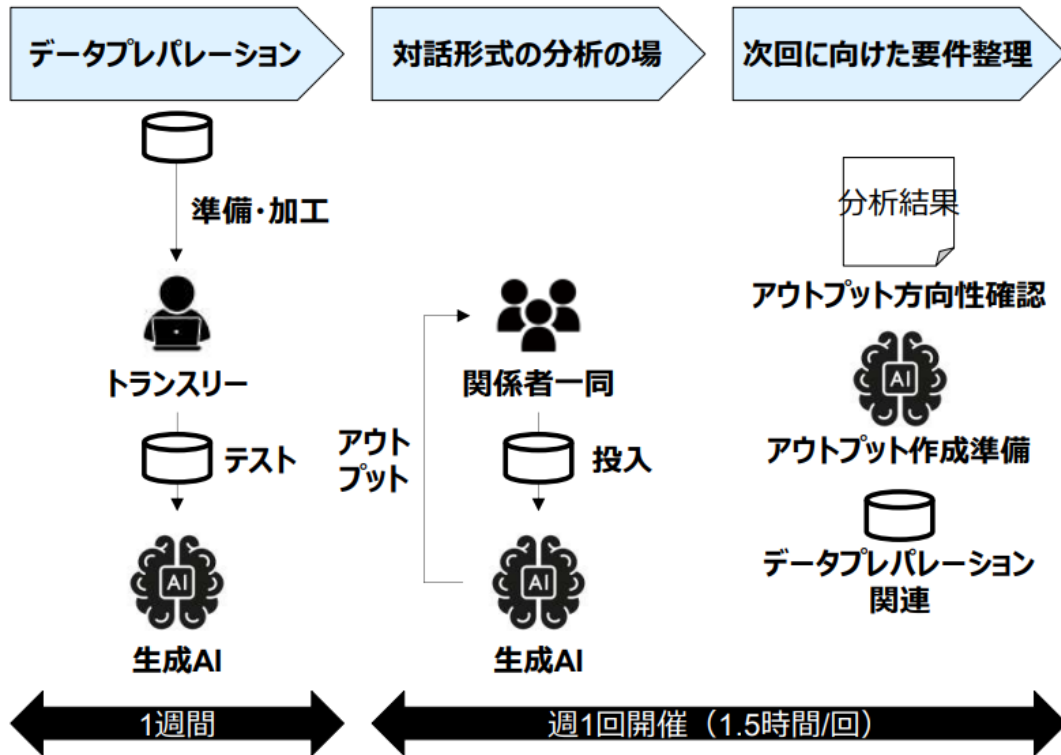 データプレパレーション
対話形式の分析の場
次回に向けた要件整理
準備・加工
トランスリー
テスト
AI
生成AI
関係者一同
アウト
プット
投入
AI
生成AI
分析結果
アウトプット方向性確認
AI
アウトプット作成準備
データプレパレーション
関連
1週間
週1回開催（1.5時間/回）